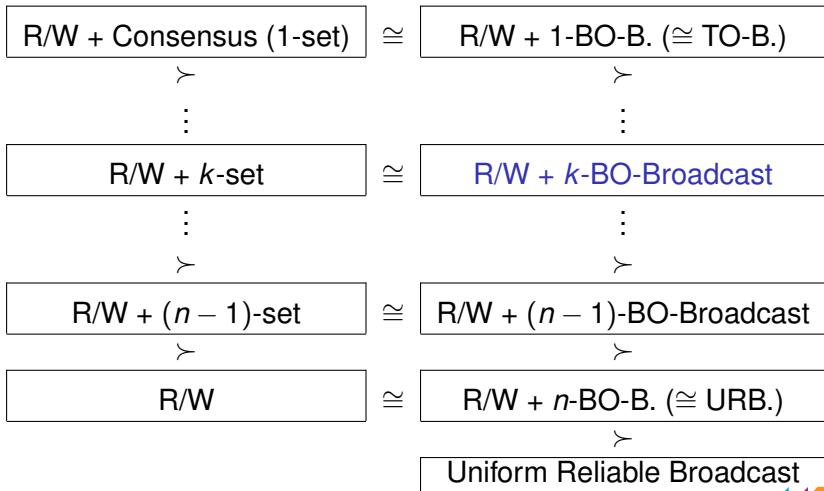 R/W + Consensus (1-set) ≅ R/W + 1-BO-B. (≅ TO-B.)
≻ ≻
⋮ ⋮
R/W + k-set ≅ R/W + k-BO-Broadcast
⋮ ⋮
≻ ≻
R/W + (n − 1)-set ≅ R/W + (n − 1)-BO-Broadcast
≻ ≻
R/W ≅ R/W + n-BO-B. (≅ URB.)
≻
Uniform Reliable Broadcast